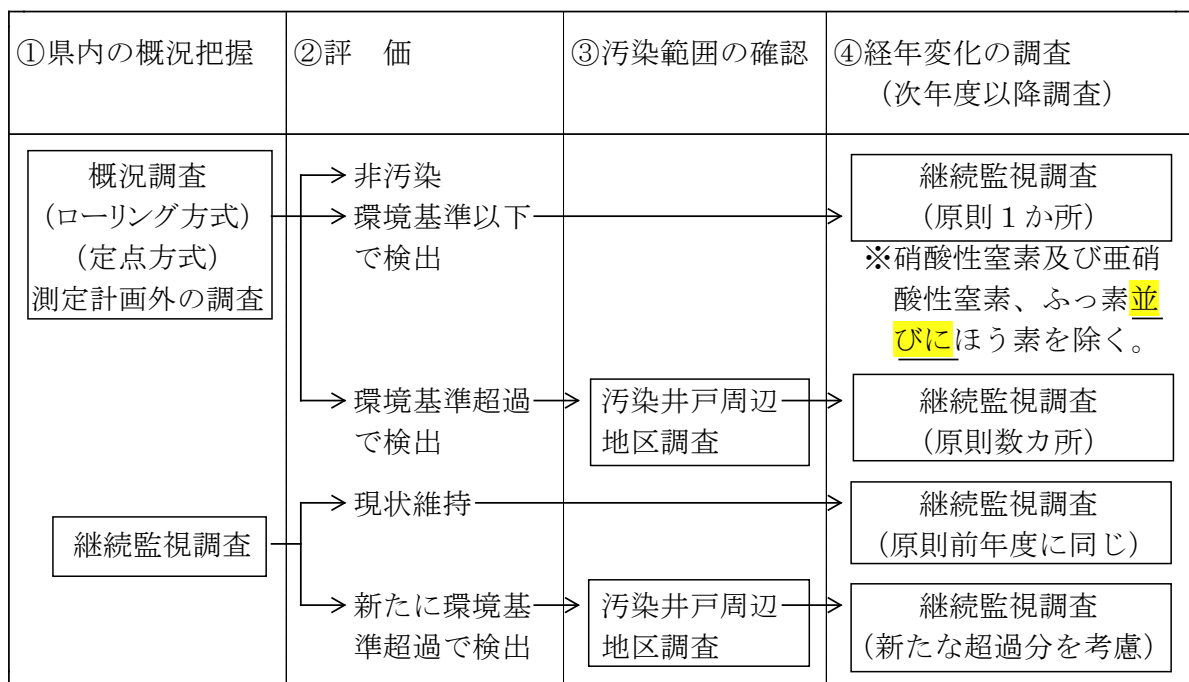 ①県内の概況把握
②評　価
③汚染範囲の確認
④経年変化の調査
（次年度以降調査）
概況調査
（ローリング方式）
（定点方式）
測定計画外の調査
非汚染
環境基準以下
で検出
継続監視調査
（原則１か所）
※硝酸性窒素及び亜硝
酸性窒素、ふっ素並
びにほう素を除く。
環境基準超過
で検出
汚染井戸周辺
地区調査
継続監視調査
（原則数カ所）
継続監視調査
現状維持
継続監視調査
（原則前年度に同じ）
新たに環境基
準超過で検出
汚染井戸周辺
地区調査
継続監視調査
（新たな超過分を考慮）